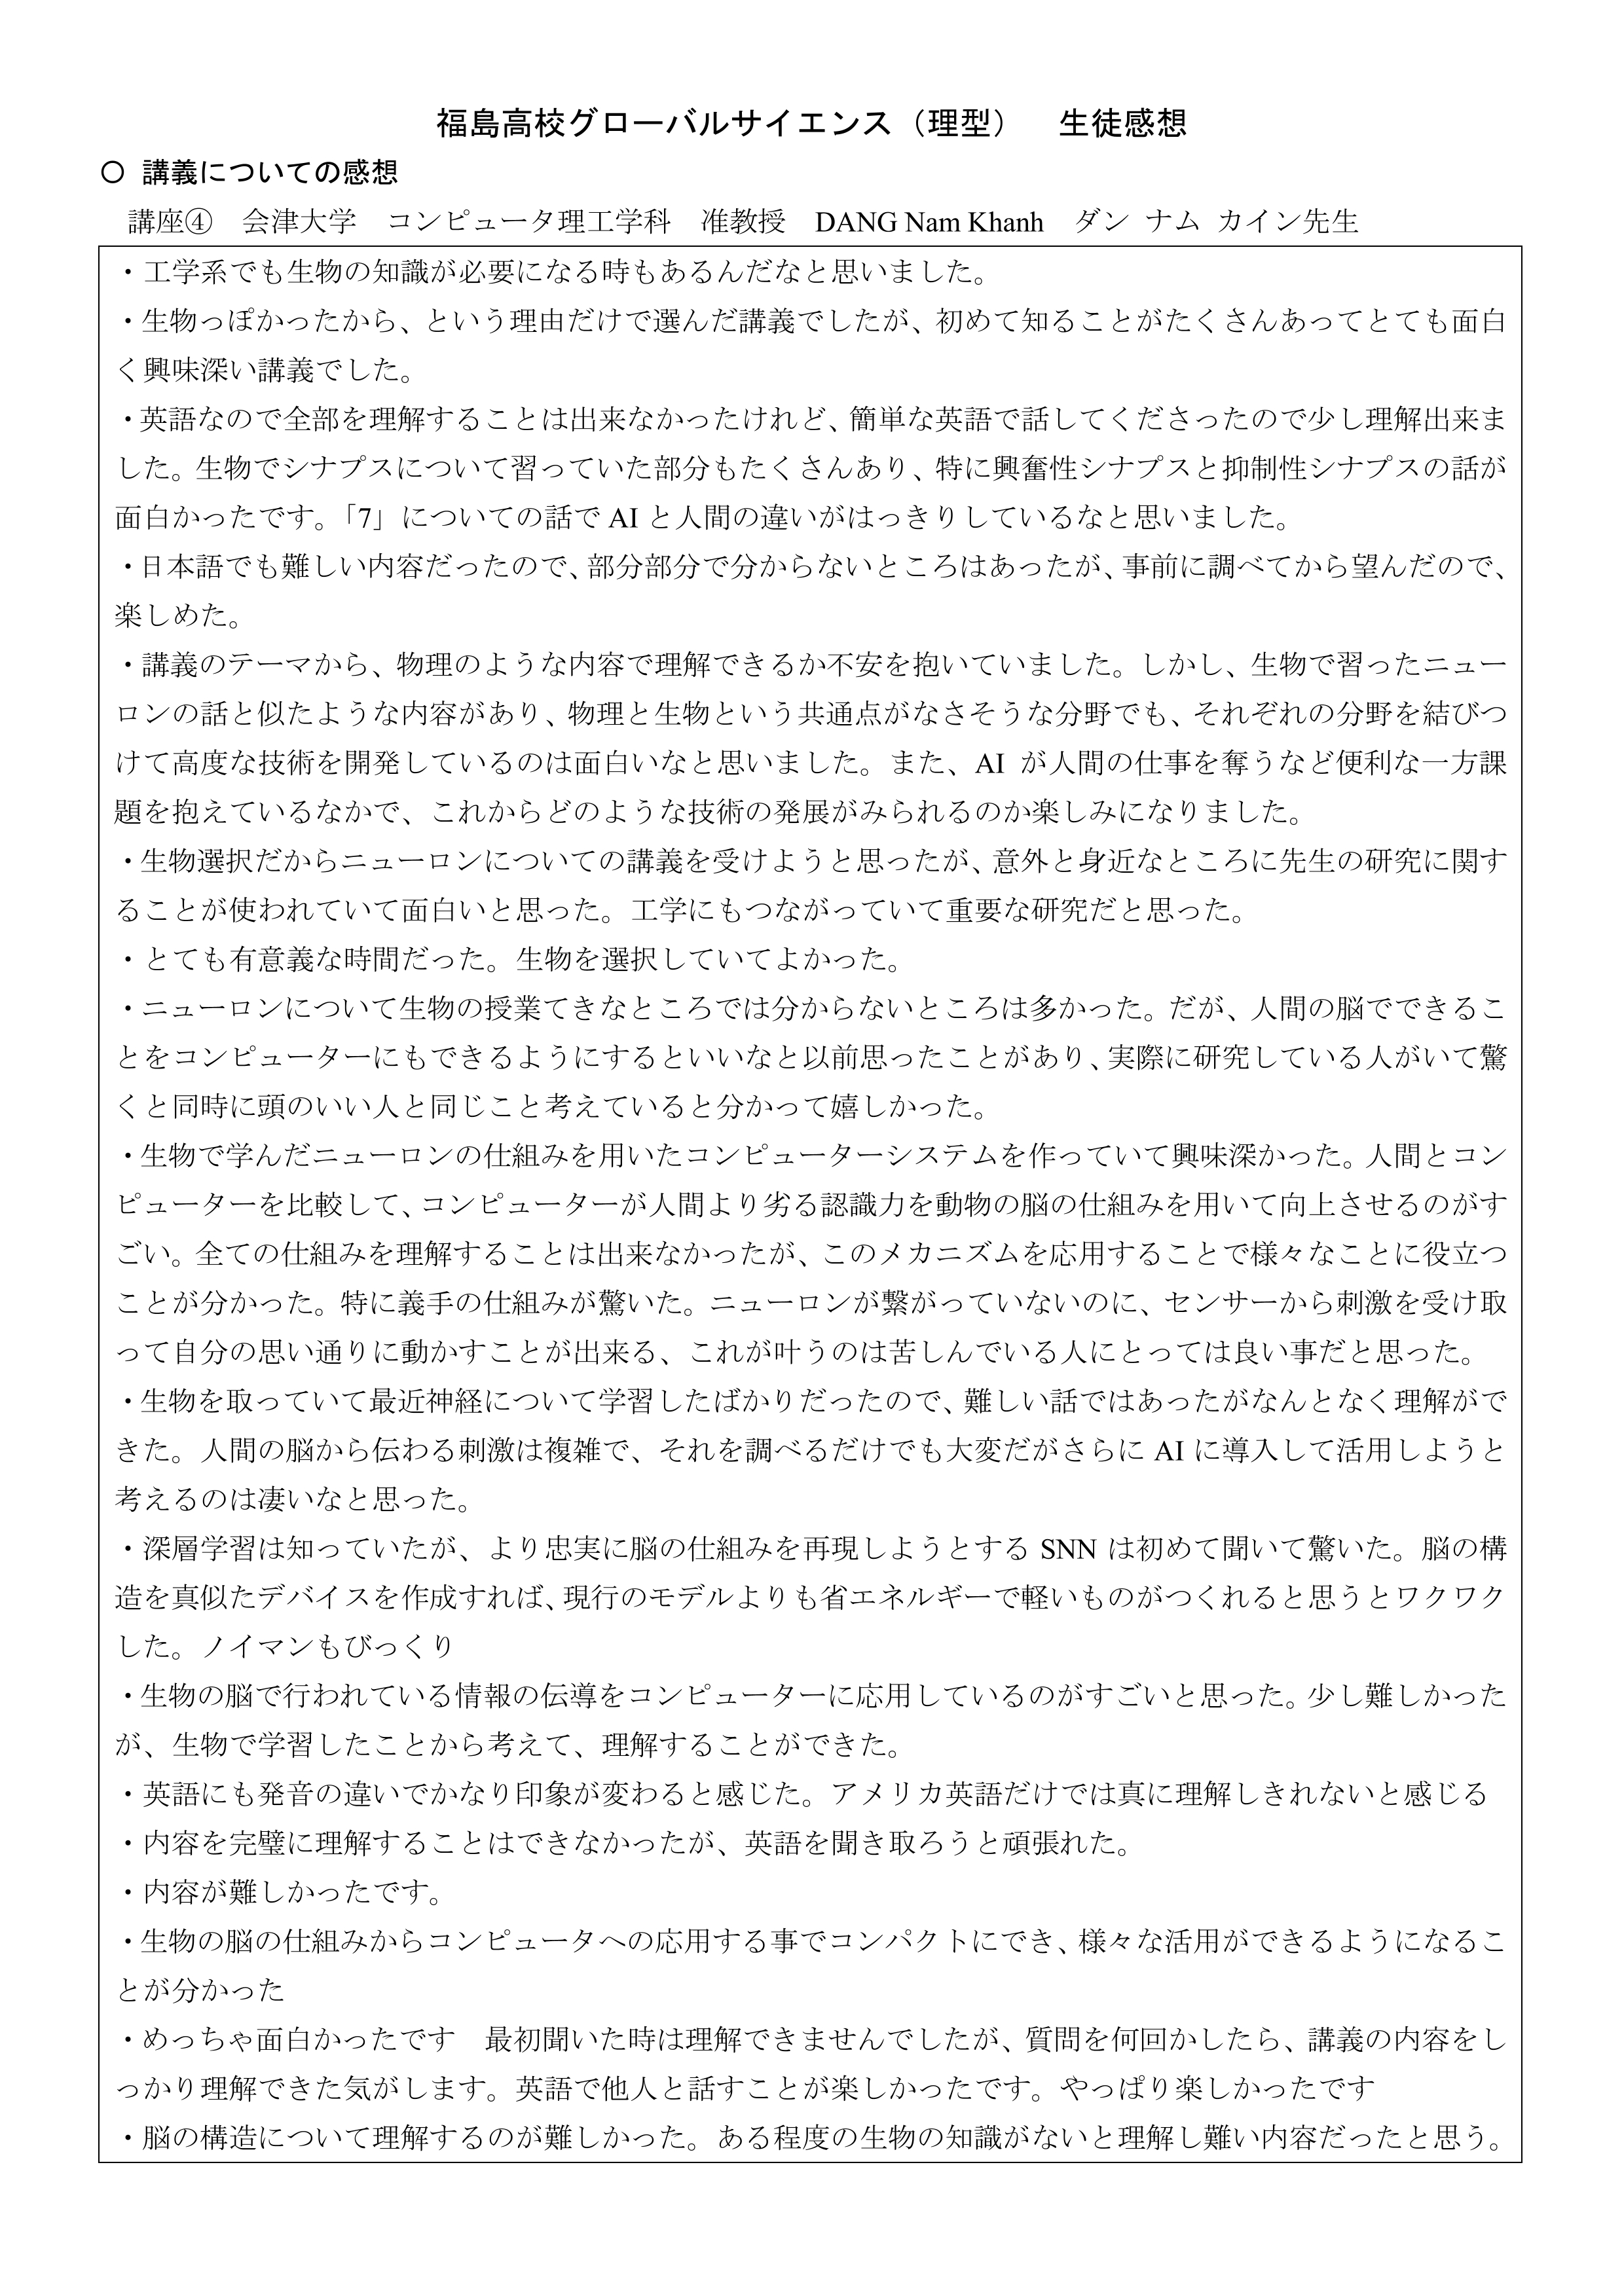 福島高校グローバルサイエンス（理型）　生徒感想
〇 講義についての感想
講座④　会津大学　コンピュータ理工学科　准教授　DANG Nam Khanh　ダン ナム カイン先生
・工学系でも生物の知識が必要になる時もあるんだなと思いました。
・生物っぽかったから、という理由だけで選んだ講義でしたが、初めて知ることがたくさんあってとても面白
く興味深い講義でした。
・英語なので全部を理解することは出来なかったけれど、簡単な英語で話してくださったので少し理解出来ま
した。生物でシナプスについて習っていた部分もたくさんあり、特に興奮性シナプスと抑制性シナプスの話が
面白かったです。「7」についての話で AI と人間の違いがはっきりしているなと思いました。
・日本語でも難しい内容だったので、部分部分で分からないところはあったが、事前に調べてから望んだので、
楽しめた。
・講義のテーマから、物理のような内容で理解できるか不安を抱いていました。しかし、生物で習ったニュー
ロンの話と似たような内容があり、物理と生物という共通点がなさそうな分野でも、それぞれの分野を結びつ
けて高度な技術を開発しているのは面白いなと思いました。また、AI が人間の仕事を奪うなど便利な一方課
題を抱えているなかで、これからどのような技術の発展がみられるのか楽しみになりました。
・生物選択だからニューロンについての講義を受けようと思ったが、意外と身近なところに先生の研究に関す
ることが使われていて面白いと思った。工学にもつながっていて重要な研究だと思った。
・とても有意義な時間だった。生物を選択していてよかった。
・ニューロンについて生物の授業てきなところでは分からないところは多かった。だが、人間の脳でできるこ
とをコンピューターにもできるようにするといいなと以前思ったことがあり、実際に研究している人がいて驚
くと同時に頭のいい人と同じこと考えていると分かって嬉しかった。
・生物で学んだニューロンの仕組みを用いたコンピューターシステムを作っていて興味深かった。人間とコン
ピューターを比較して、コンピューターが人間より劣る認識力を動物の脳の仕組みを用いて向上させるのがす
ごい。全ての仕組みを理解することは出来なかったが、このメカニズムを応用することで様々なことに役立つ
ことが分かった。特に義手の仕組みが驚いた。ニューロンが繋がっていないのに、センサーから刺激を受け取
って自分の思い通りに動かすことが出来る、これが叶うのは苦しんでいる人にとっては良い事だと思った。
・生物を取っていて最近神経について学習したばかりだったので、難しい話ではあったがなんとなく理解がで
きた。人間の脳から伝わる刺激は複雑で、それを調べるだけでも大変だがさらに AI に導入して活用しようと
考えるのは凄いなと思った。
・深層学習は知っていたが、より忠実に脳の仕組みを再現しようとする SNN は初めて聞いて驚いた。脳の構
造を真似たデバイスを作成すれば、現行のモデルよりも省エネルギーで軽いものがつくれると思うとワクワク
した。ノイマンもびっくり
・生物の脳で行われている情報の伝導をコンピューターに応用しているのがすごいと思った。少し難しかった
が、生物で学習したことから考えて、理解することができた。
・英語にも発音の違いでかなり印象が変わると感じた。アメリカ英語だけでは真に理解しきれないと感じる
・内容を完璧に理解することはできなかったが、英語を聞き取ろうと頑張れた。
・内容が難しかったです。
・生物の脳の仕組みからコンピュータへの応用する事でコンパクトにでき、様々な活用ができるようになるこ
とが分かった
・めっちゃ面白かったです　最初聞いた時は理解できませんでしたが、質問を何回かしたら、講義の内容をし
っかり理解できた気がします。英語で他人と話すことが楽しかったです。やっぱり楽しかったです
・脳の構造について理解するのが難しかった。ある程度の生物の知識がないと理解し難い内容だったと思う。